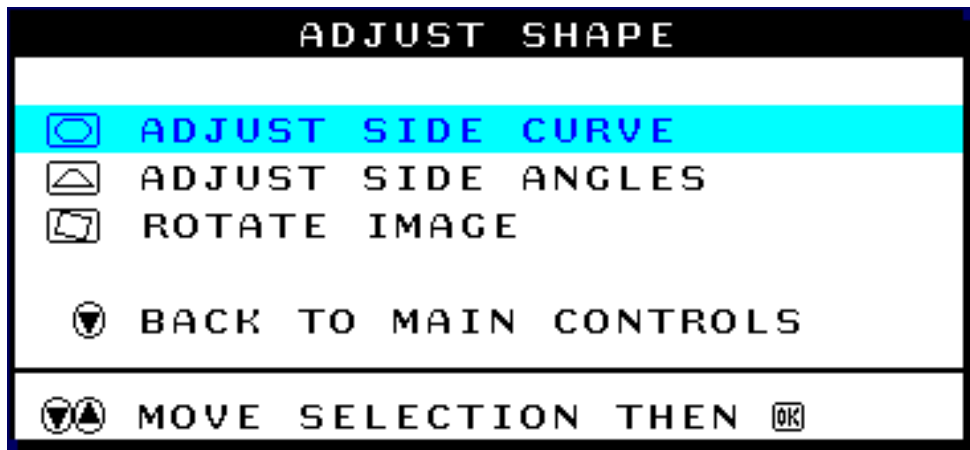 ADJUST SHAPE
ADJUST SIDE CURVE
ADJUST SIDE ANGLES
ROTATE IMAGE
BACK TO MAIN CONTROLS
MOVE SELECTION THEN OK